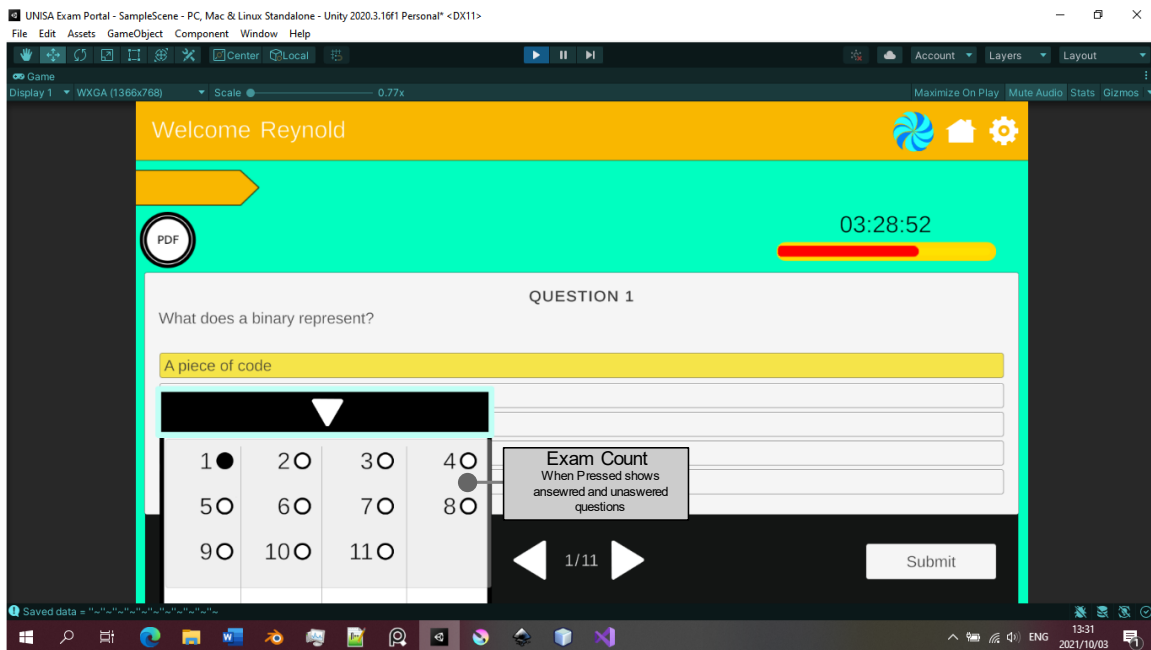 UNISA Exam Portal - SampleScene - PC, Mac & Linux Standalone - Unity 2020.3.16f1 Personal* <DX11>
File Edit Assets GameObject Component Window Help
Center Local Account Layers Layout
Game
Display 1 WXGA (1366x768) Scale 0.77x Maximize On Play Mute Audio Stats Gizmos
Welcome Reynold
PDF
03:28:52
QUESTION 1
What does a binary represent?
A piece of code
1 2 3 4
5 6 7 8
9 10 11
Exam Count
When Pressed shows
ansewred and unaswered
questions
1/11
Submit
Saved data = ''~''~''~''~''~''~''~''~''~''~''~
ENG
13:31
2021/10/03